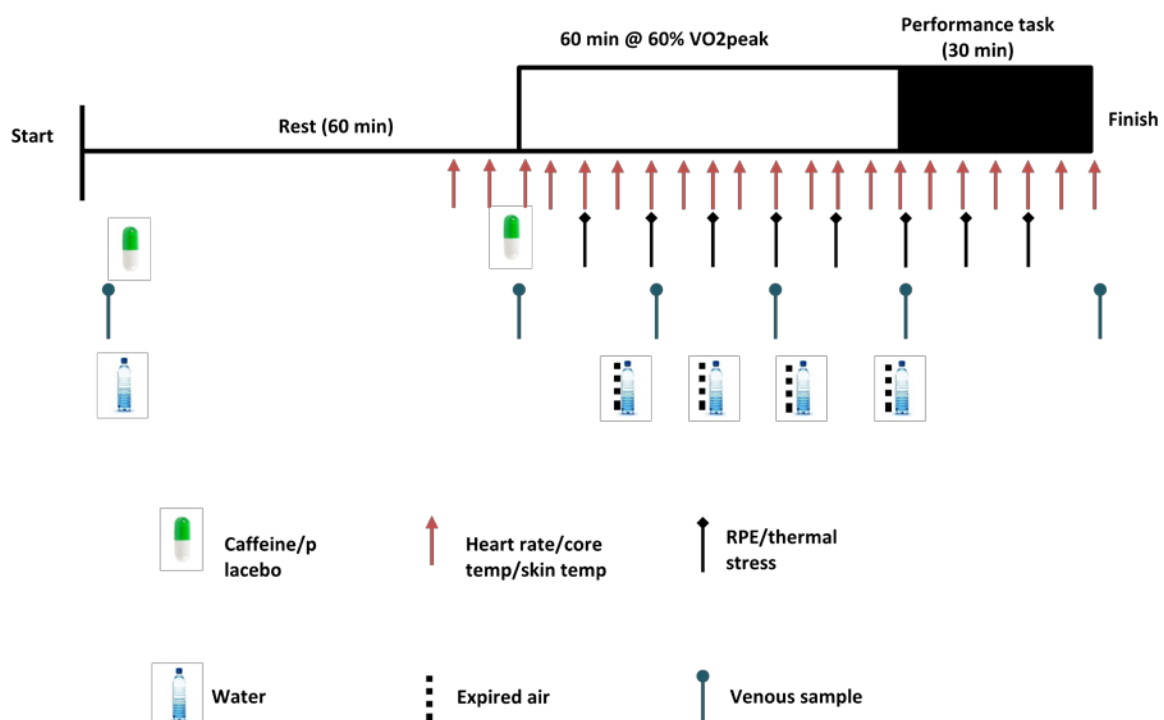 60 min @ 60% VO2peak
Performance task
(30 min)
Start
Rest (60 min)
Finish
Caffeine/p
lacebo
Heart rate/core
temp/skin temp
RPE/thermal
stress
Water
Expired air
Venous sample